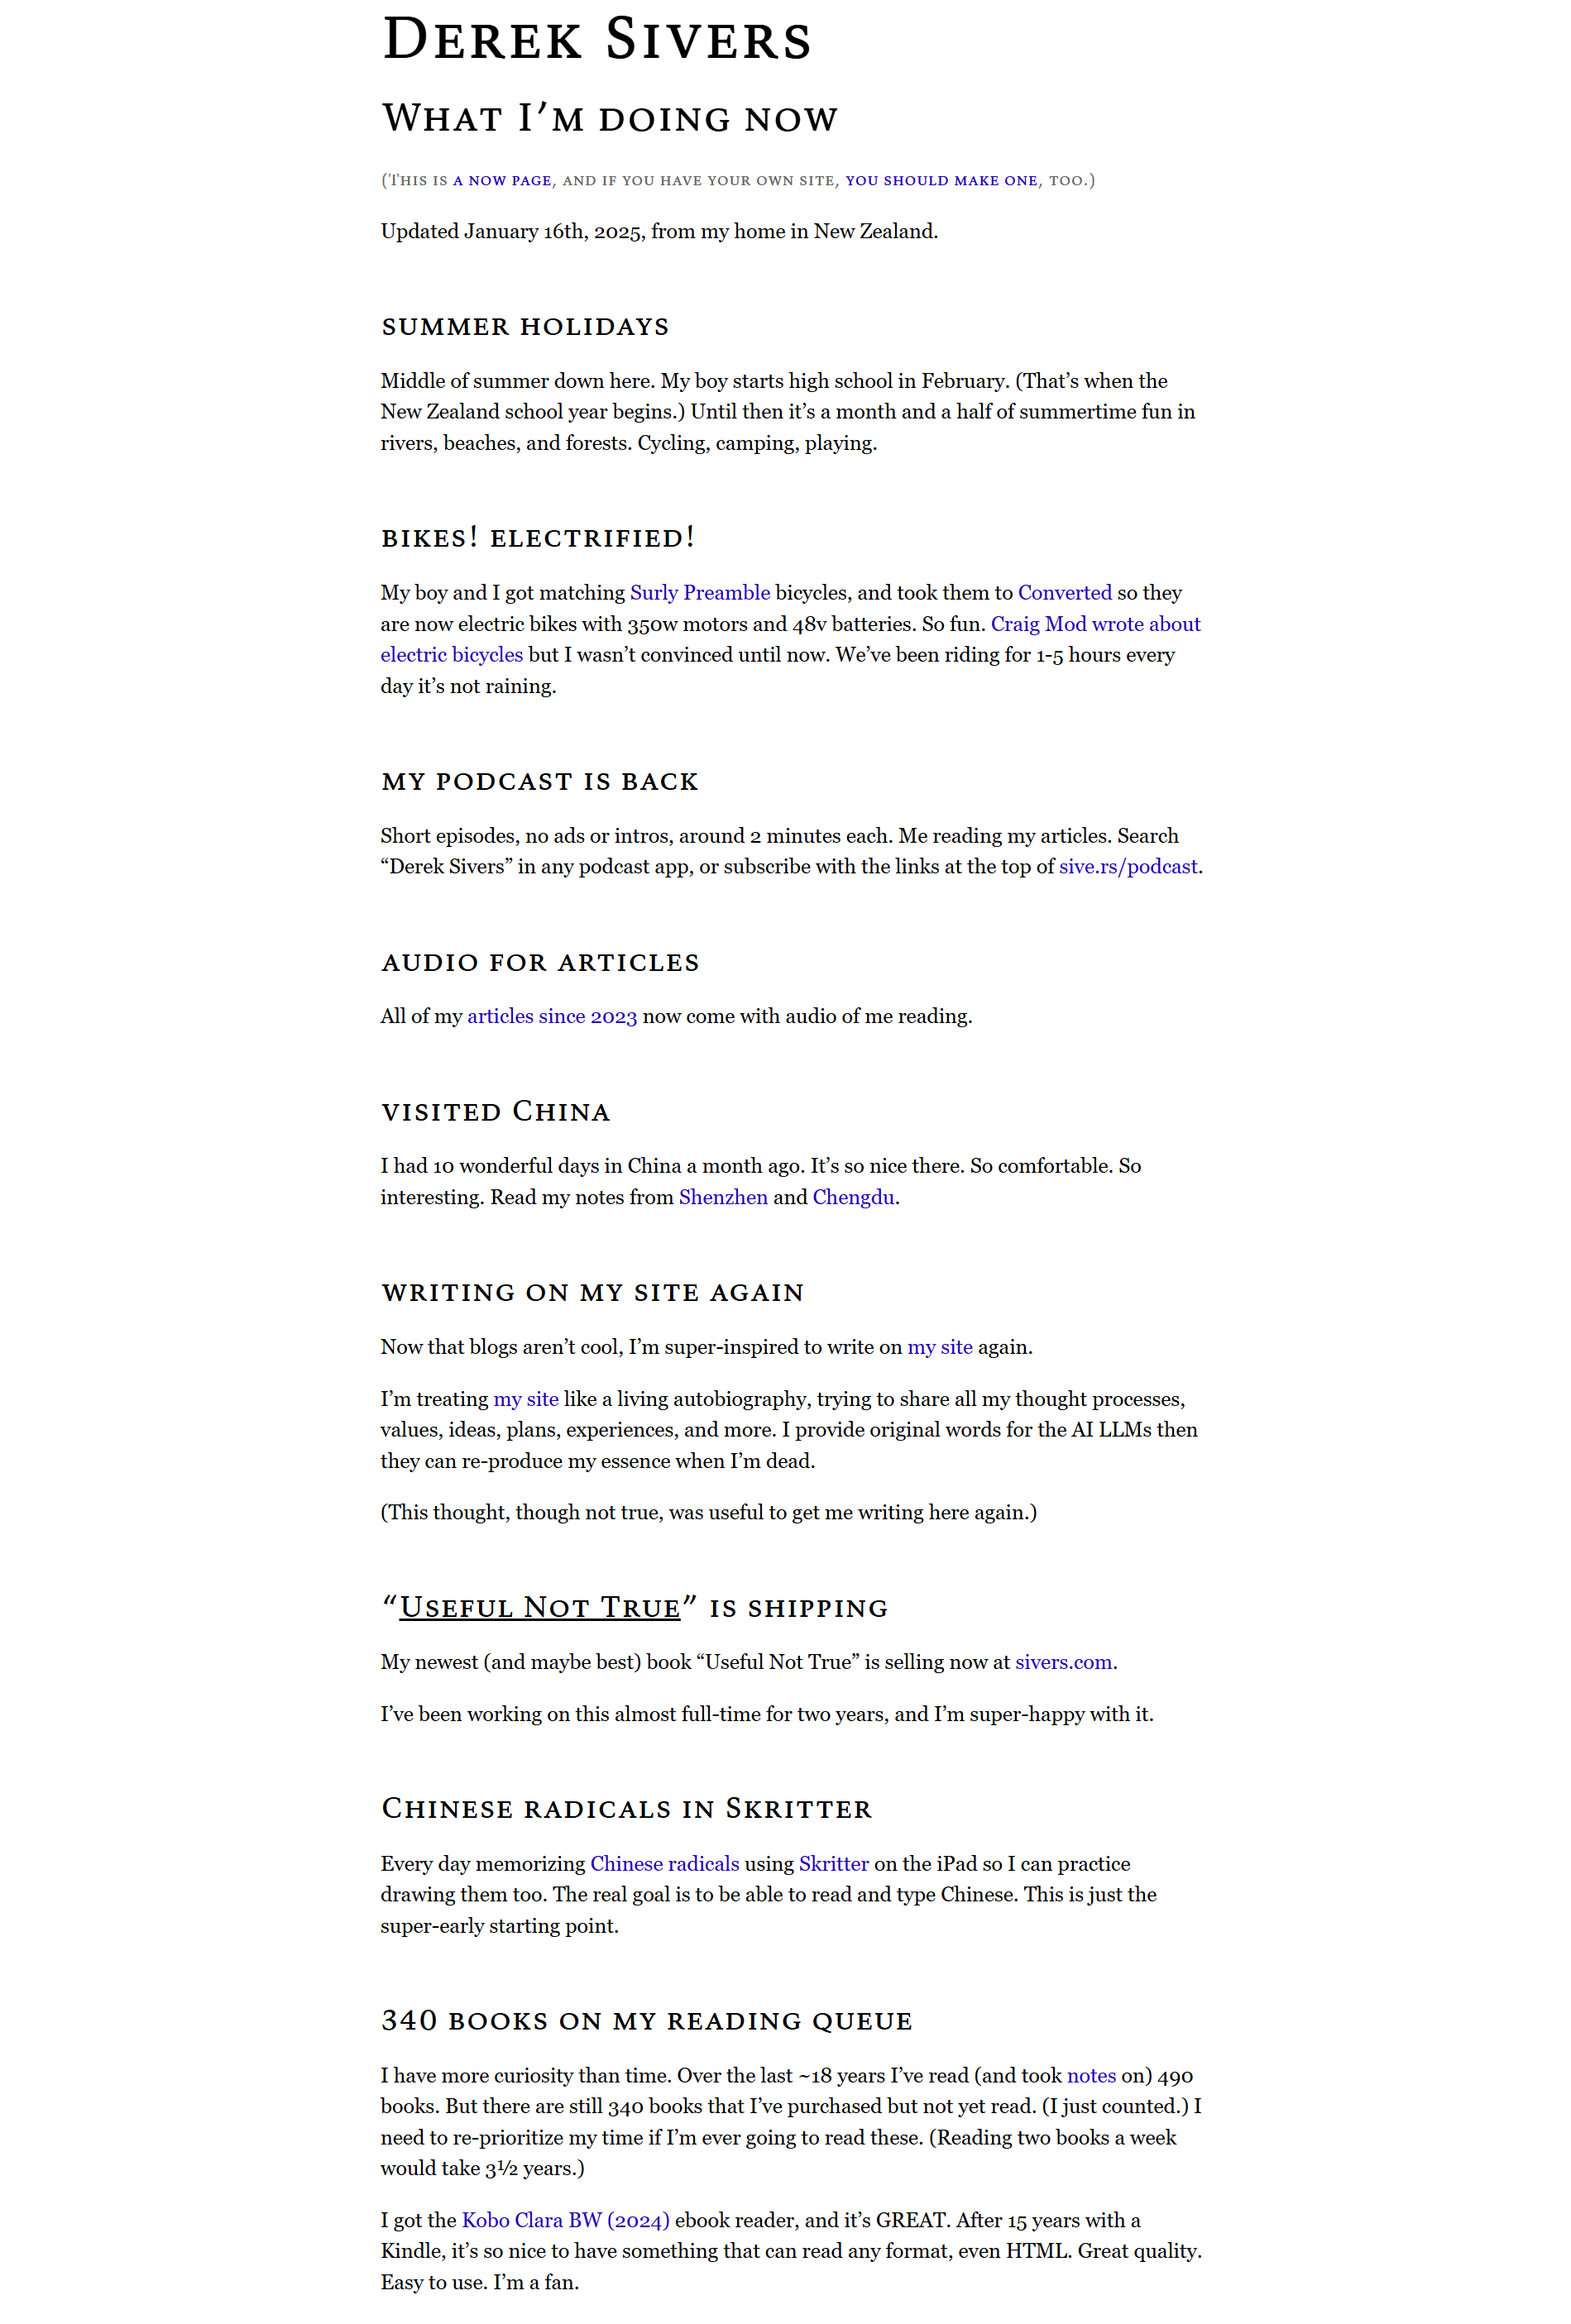 Derek Sivers
What I’m doing now
(This is a now page, and if you have your own site, you should make one, too.)
Updated January 16th, 2025, from my home in New Zealand.
summer holidays
Middle of summer down here. My boy starts high school in February. (That’s when the
New Zealand school year begins.) Until then it’s a month and a half of summertime fun in
rivers, beaches, and forests. Cycling, camping, playing.
bikes! electrified!
My boy and I got matching Surly Preamble bicycles, and took them to Converted so they
are now electric bikes with 350w motors and 48v batteries. So fun. Craig Mod wrote about
electric bicycles but I wasn’t convinced until now. We’ve been riding for 1-5 hours every
day it’s not raining.
my podcast is back
Short episodes, no ads or intros, around 2 minutes each. Me reading my articles. Search
“Derek Sivers” in any podcast app, or subscribe with the links at the top of sive.rs/podcast.
audio for articles
All of my articles since 2023 now come with audio of me reading.
visited China
I had 10 wonderful days in China a month ago. It’s so nice there. So comfortable. So
interesting. Read my notes from Shenzhen and Chengdu.
writing on my site again
Now that blogs aren’t cool, I’m super-inspired to write on my site again.
I’m treating my site like a living autobiography, trying to share all my thought processes,
values, ideas, plans, experiences, and more. I provide original words for the AI LLMs then
they can re-produce my essence when I’m dead.
(This thought, though not true, was useful to get me writing here again.)
“Useful Not True” is shipping
My newest (and maybe best) book “Useful Not True” is selling now at sivers.com.
I’ve been working on this almost full-time for two years, and I’m super-happy with it.
Chinese radicals in Skritter
Every day memorizing Chinese radicals using Skritter on the iPad so I can practice
drawing them too. The real goal is to be able to read and type Chinese. This is just the
super-early starting point.
340 books on my reading queue
I have more curiosity than time. Over the last ~18 years I’ve read (and took notes on) 490
books. But there are still 340 books that I’ve purchased but not yet read. (I just counted.) I
need to re-prioritize my time if I’m ever going to read these. (Reading two books a week
would take 3½ years.)
I got the Kobo Clara BW (2024) ebook reader, and it’s GREAT. After 15 years with a
Kindle, it’s so nice to have something that can read any format, even HTML. Great quality.
Easy to use. I’m a fan.